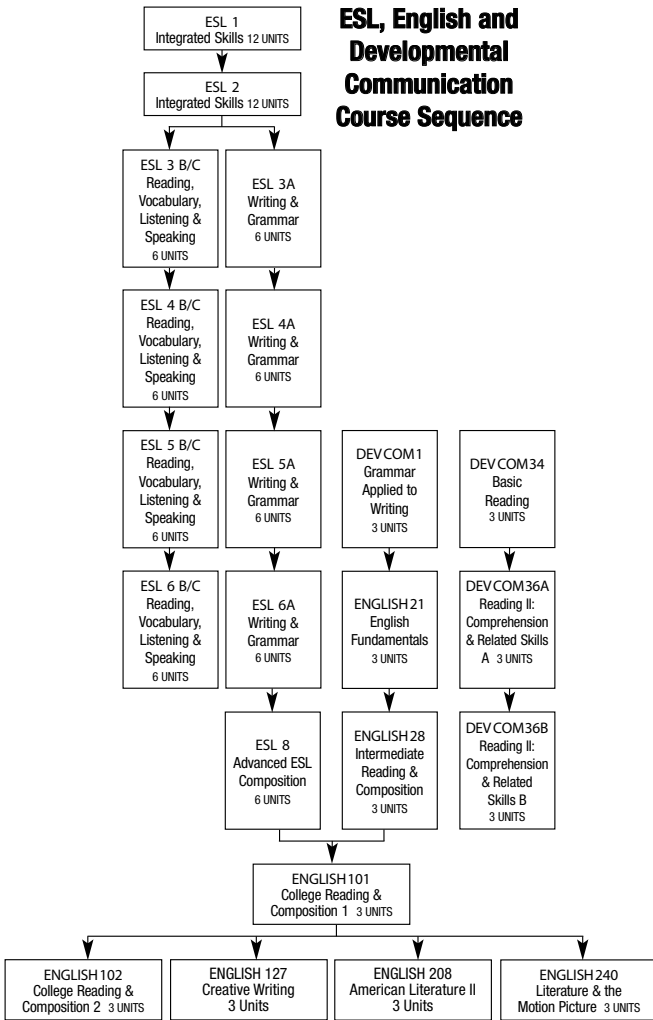 ESL, English and
Developmental
Communication
Course Sequence
ESL 1
Integrated Skills 12 UNITS
ESL 2
Integrated Skills 12 UNITS
ESL 3 B/C
Reading,
Vocabulary,
Listening &
Speaking
6 UNITS
ESL 3A
Writing &
Grammar
6 UNITS
ESL 4 B/C
Reading,
Vocabulary,
Listening &
Speaking
6 UNITS
ESL 4A
Writing &
Grammar
6 UNITS
ESL 5 B/C
Reading,
Vocabulary,
Listening &
Speaking
6 UNITS
ESL 5A
Writing &
Grammar
6 UNITS
DEV COM 1
Grammar
Applied to
Writing
3 UNITS
DEV COM 34
Basic
Reading
3 UNITS
ESL 6 B/C
Reading,
Vocabulary,
Listening &
Speaking
6 UNITS
ESL 6A
Writing &
Grammar
6 UNITS
ENGLISH 21
English
Fundamentals
3 UNITS
DEV COM 36A
Reading II:
Comprehension
& Related Skills
A 3 UNITS
ESL 8
Advanced ESL
Composition
6 UNITS
ENGLISH 28
Intermediate
Reading &
Composition
3 UNITS
DEV COM 36B
Reading II:
Comprehension
& Related
Skills B
3 UNITS
ENGLISH 101
College Reading &
Composition 1 3 UNITS
ENGLISH 102
College Reading &
Composition 2 3 UNITS
ENGLISH 127
Creative Writing
3 Units
ENGLISH 208
American Literature II
3 Units
ENGLISH 240
Literature & the
Motion Picture 3 UNITS